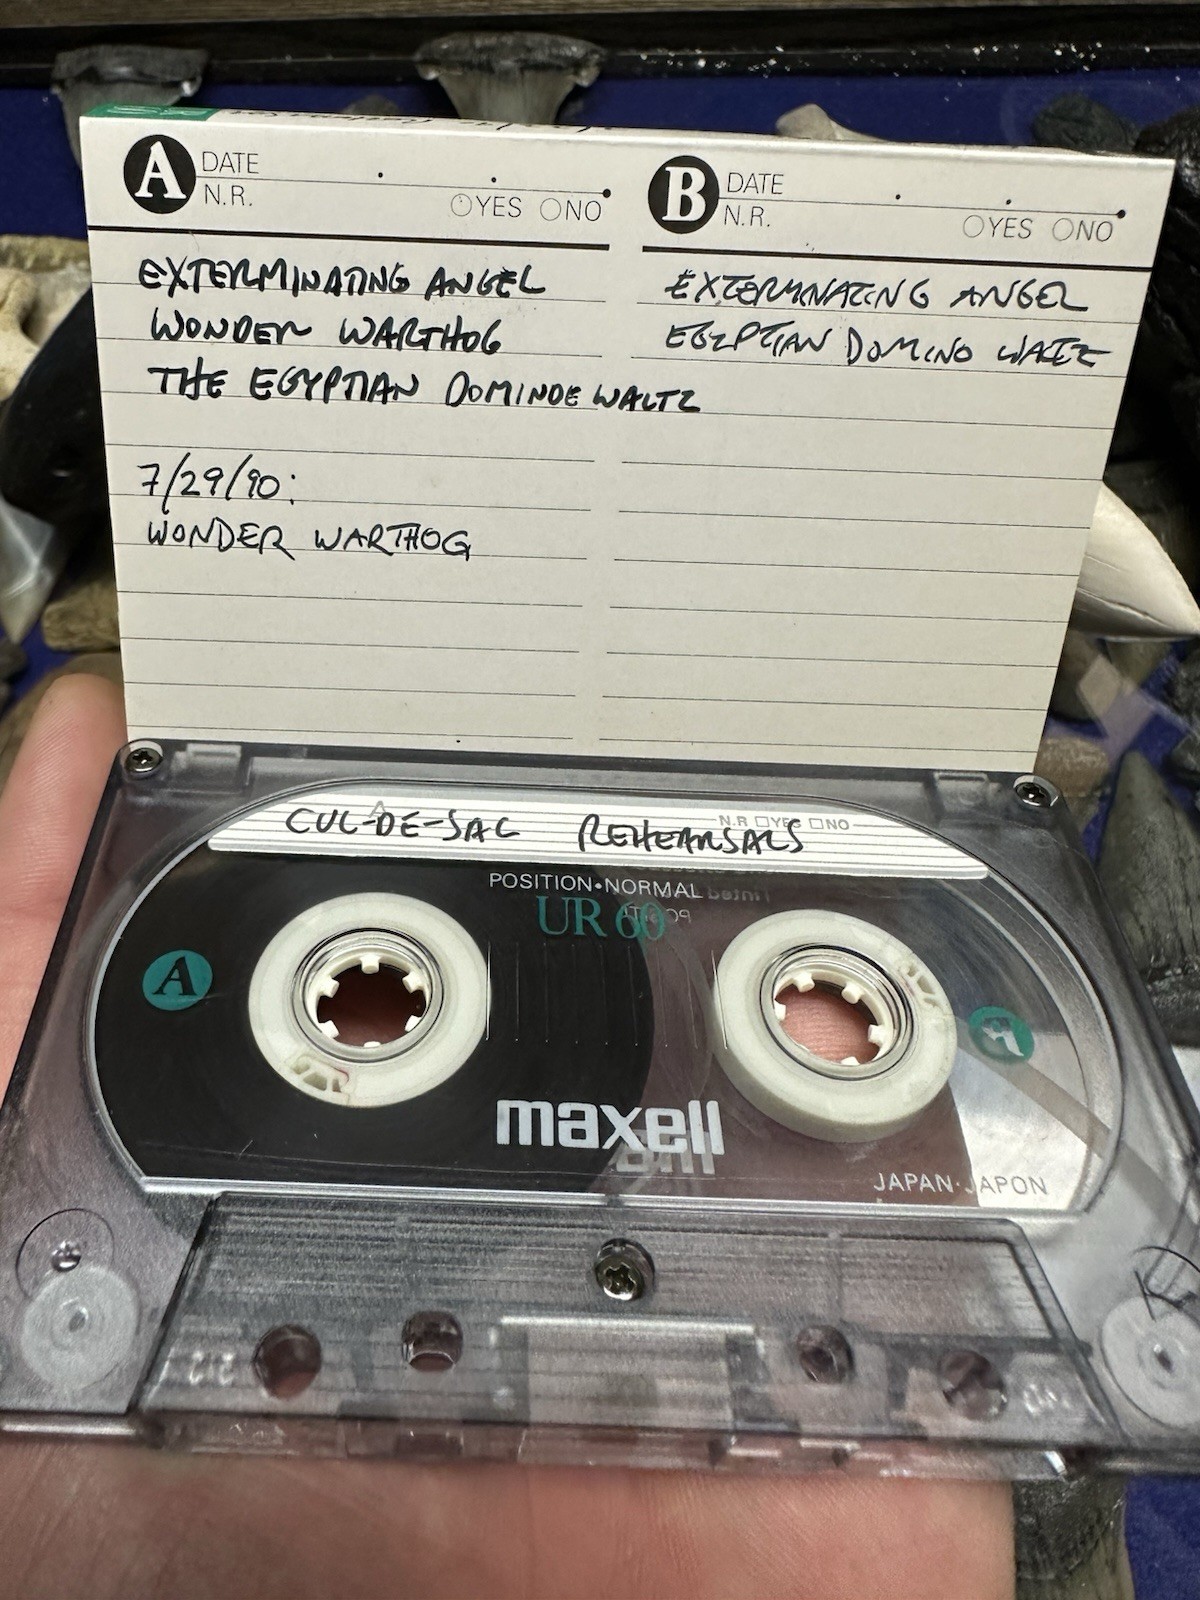 A DATE
N.R. YES NO
EXTERMINATING ANGEL
WONDER WARTHOG
THE EGYPTIAN DOMINOE WALTZ
7/29/90:
WONDER WARTHOG
B DATE
N.R. YES NO
EXTERMINATING ANGEL
EGYPTIAN DOMINO WALTZ
CUL-DE-SAC REHEARSALS
N.R YES NO
POSITION•NORMAL
UR 60
A
maxell
JAPAN•JAPON